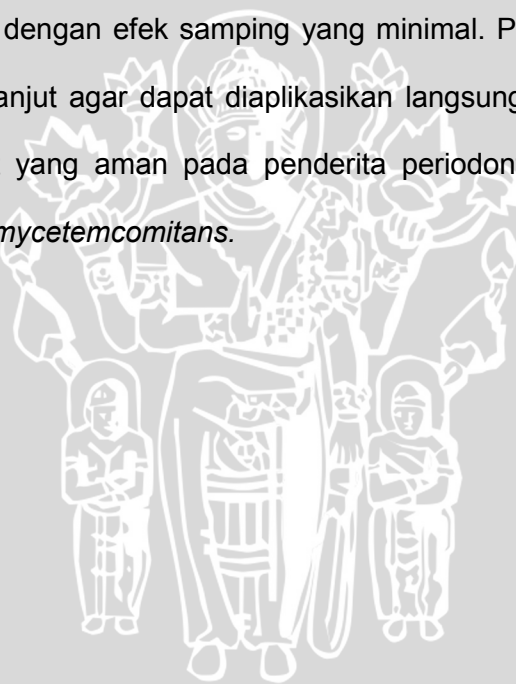 dengan efek samping yang minimal. P
anjut agar dapat diaplikasikan langsung
yang aman pada penderita periodon
mycetemcomitans.